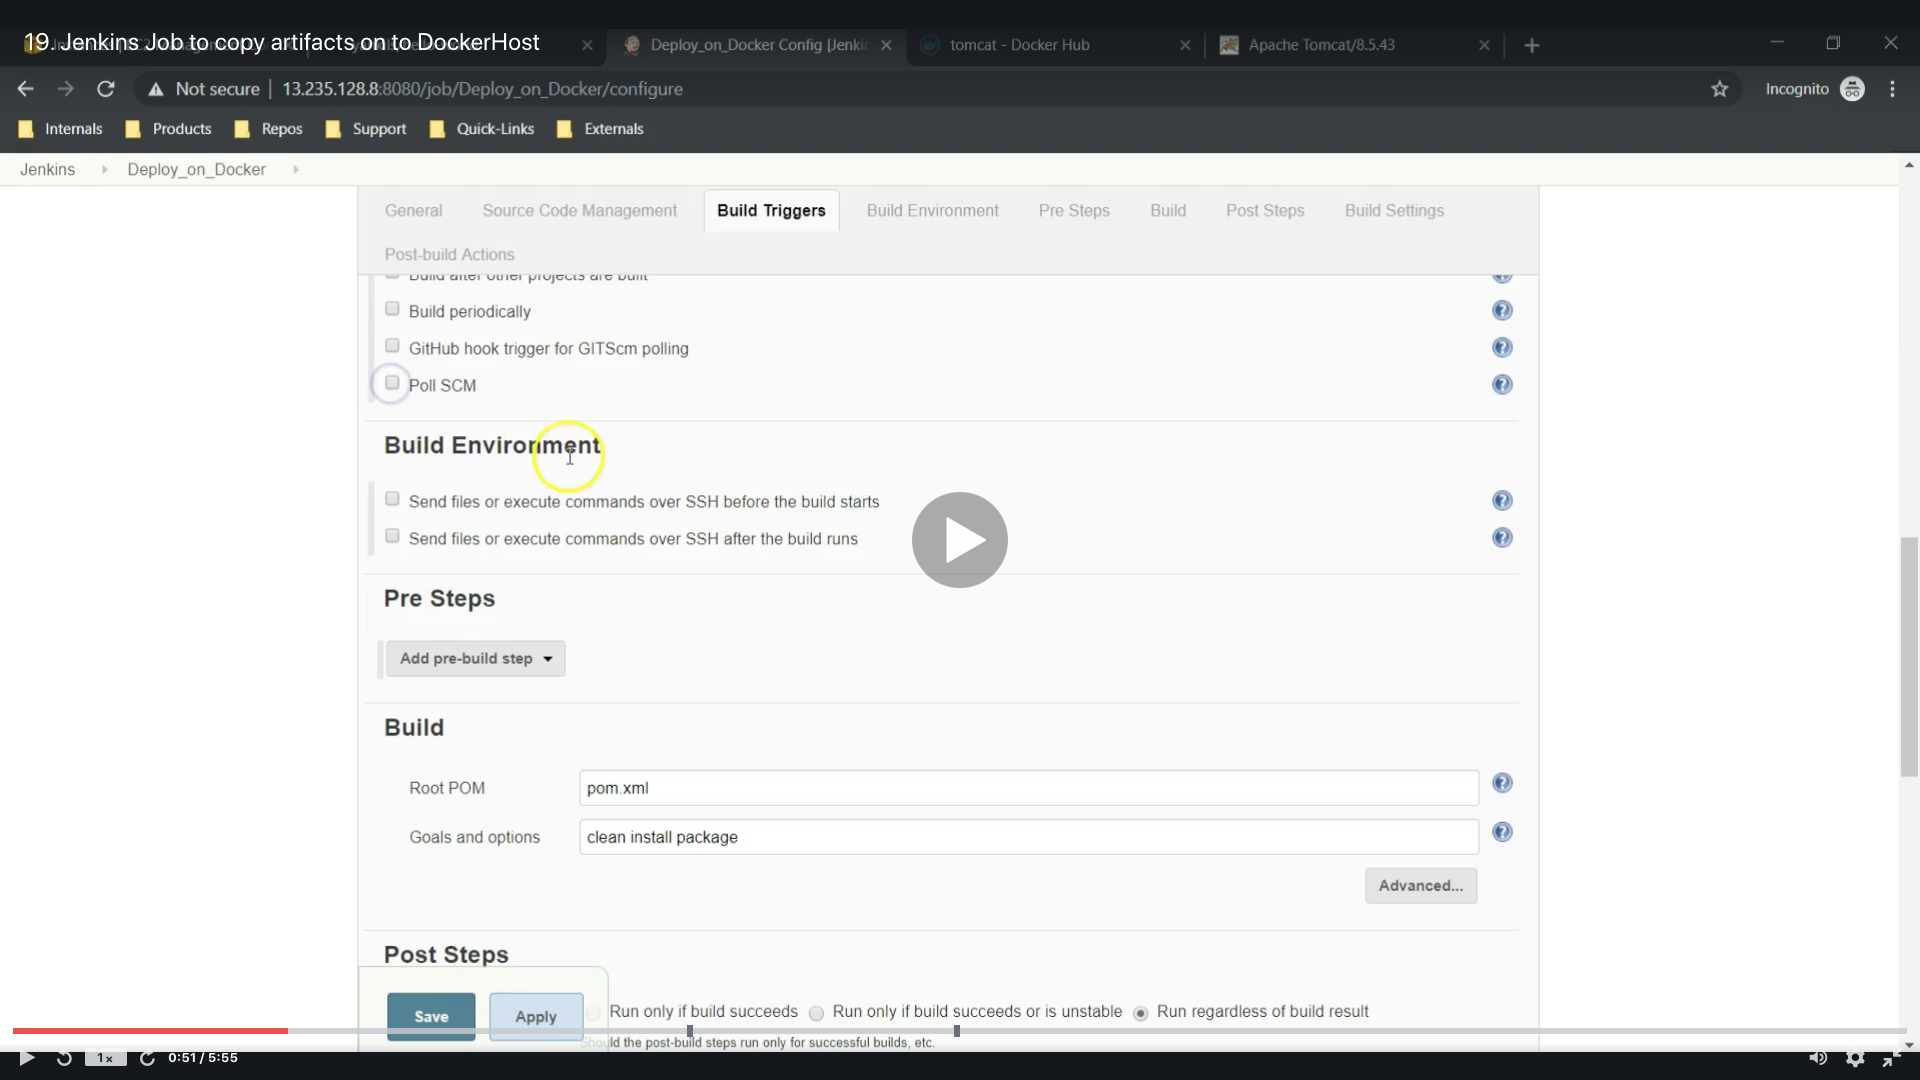 19. Jenkins Job to copy artifacts on to DockerHost
Deploy_on_Docker Config [Jenki
tomcat - Docker Hub
Apache Tomcat/8.5.43
Not secure
13.235.128.8:8080/job/Deploy_on_Docker/configure
Incognito
Internals
Products
Repos
Support
Quick-Links
Externals
Jenkins
Deploy_on_Docker
General
Source Code Management
Build Triggers
Build Environment
Pre Steps
Build
Post Steps
Build Settings
Post-build Actions
Build after other projects are built
Build periodically
GitHub hook trigger for GITScm polling
Poll SCM
Build Environment
Send files or execute commands over SSH before the build starts
Send files or execute commands over SSH after the build runs
Pre Steps
Add pre-build step
Build
Root POM
pom.xml
Goals and options
clean install package
Advanced...
Post Steps
Save
Apply
Run only if build succeeds
Run only if build succeeds or is unstable
Run regardless of build result
Should the post-build steps run only for successful builds, etc.
1x
0:51 / 5:55